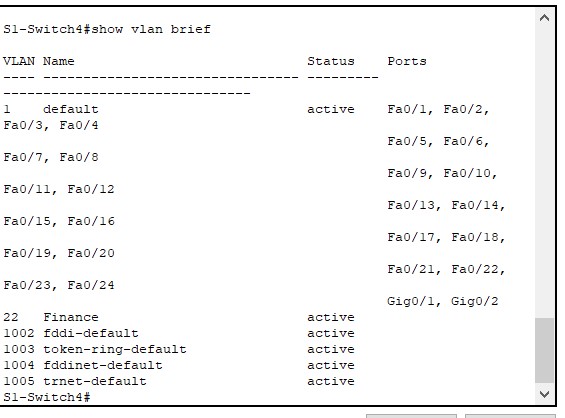 S1-Switch4#show vlan brief
VLAN Name                             Status    Ports
---- -------------------------------- ---------
-------------------------------
1    default                          active    Fa0/1, Fa0/2,
Fa0/3, Fa0/4
                                                Fa0/5, Fa0/6,
Fa0/7, Fa0/8
                                                Fa0/9, Fa0/10,
Fa0/11, Fa0/12
                                                Fa0/13, Fa0/14,
Fa0/15, Fa0/16
                                                Fa0/17, Fa0/18,
Fa0/19, Fa0/20
                                                Fa0/21, Fa0/22,
Fa0/23, Fa0/24
                                                Gig0/1, Gig0/2
22   Finance                          active
1002 fddi-default                     active
1003 token-ring-default               active
1004 fddinet-default                  active
1005 trnet-default                    active
S1-Switch4#